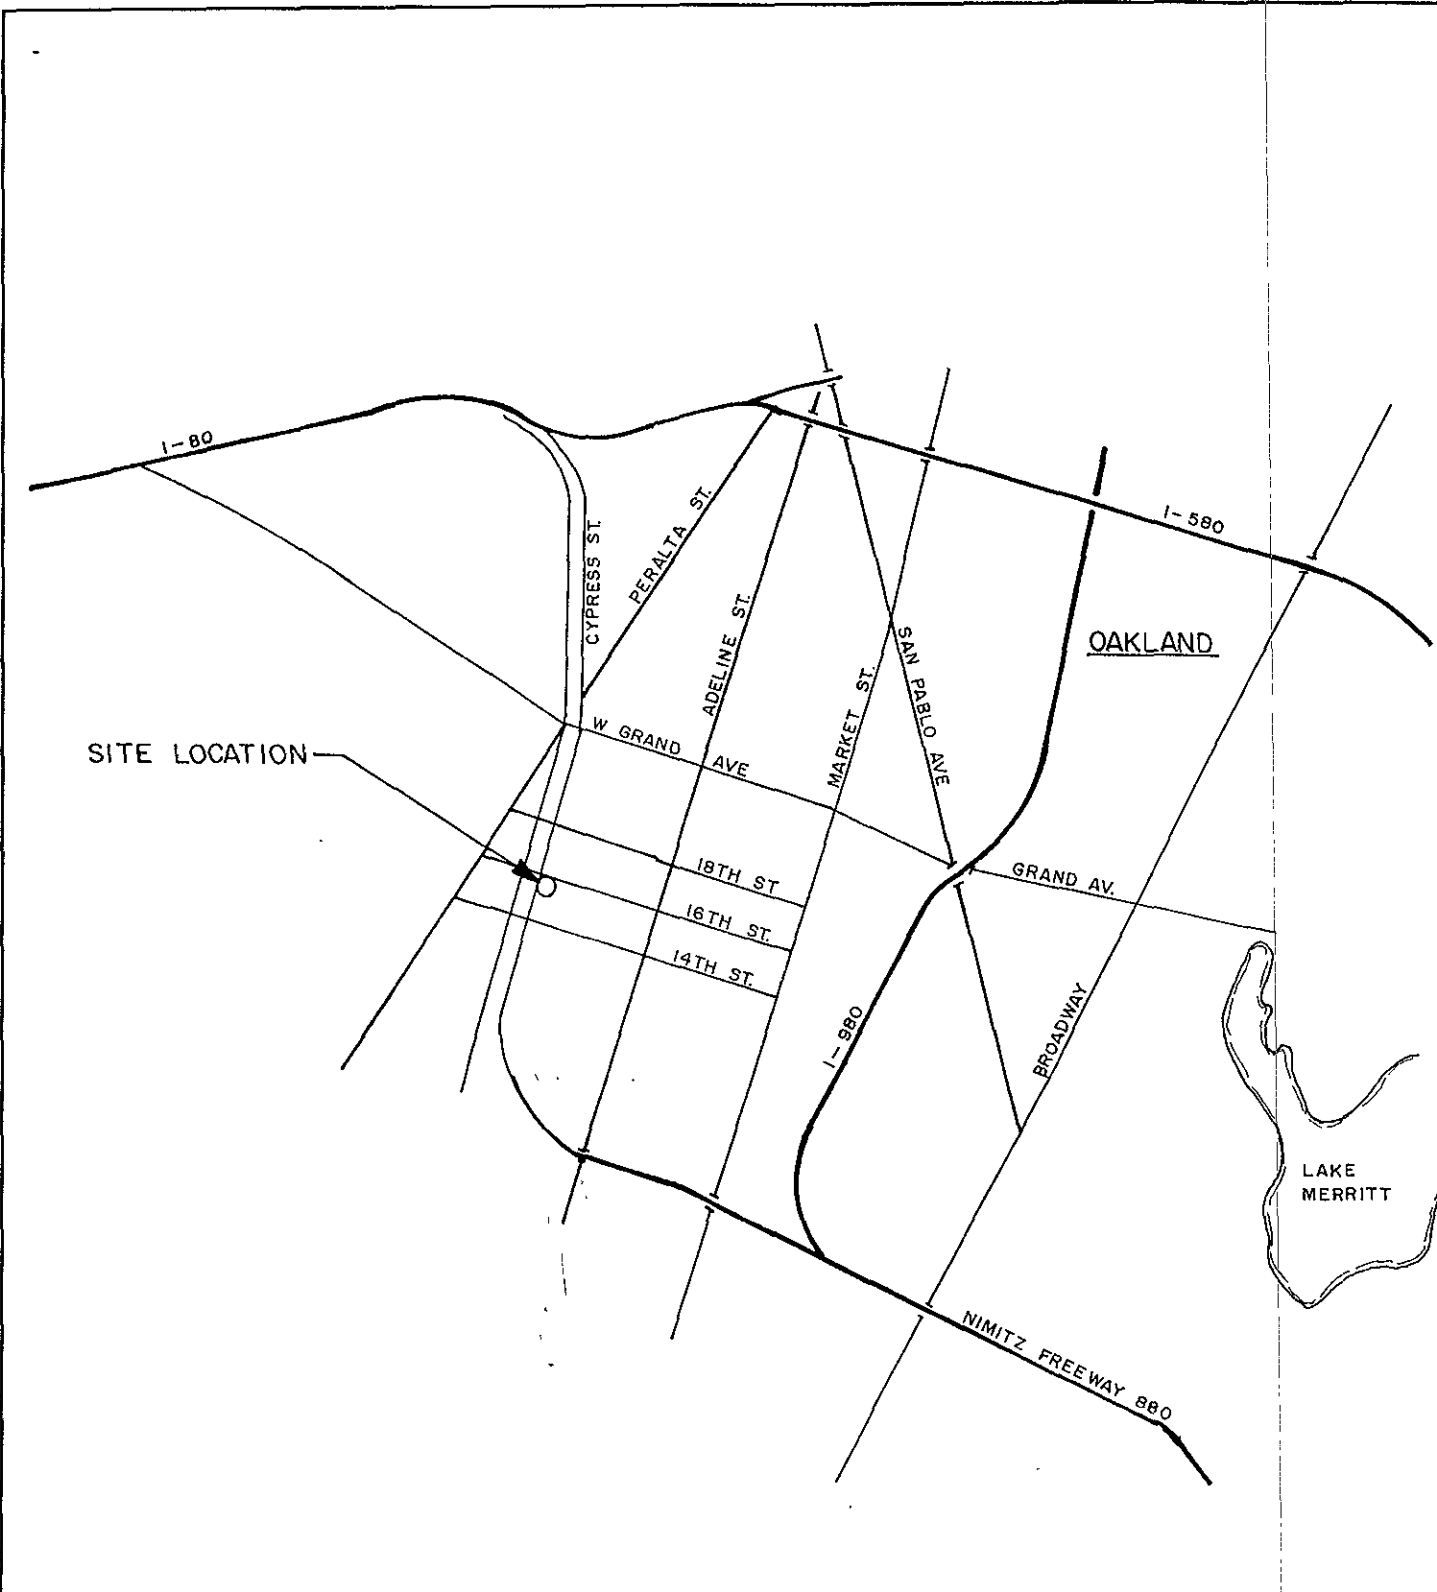 I-80
CYPRESS ST.
PERALTA ST.
I-580
ADELINE ST.
OAKLAND
SAN PABLO AVE
MARKET ST.
SITE LOCATION
W GRAND AVE
18TH ST
GRAND AV.
16TH ST.
14TH ST.
I-980
BROADWAY
LAKE
MERRITT
NIMITZ FREEWAY 880